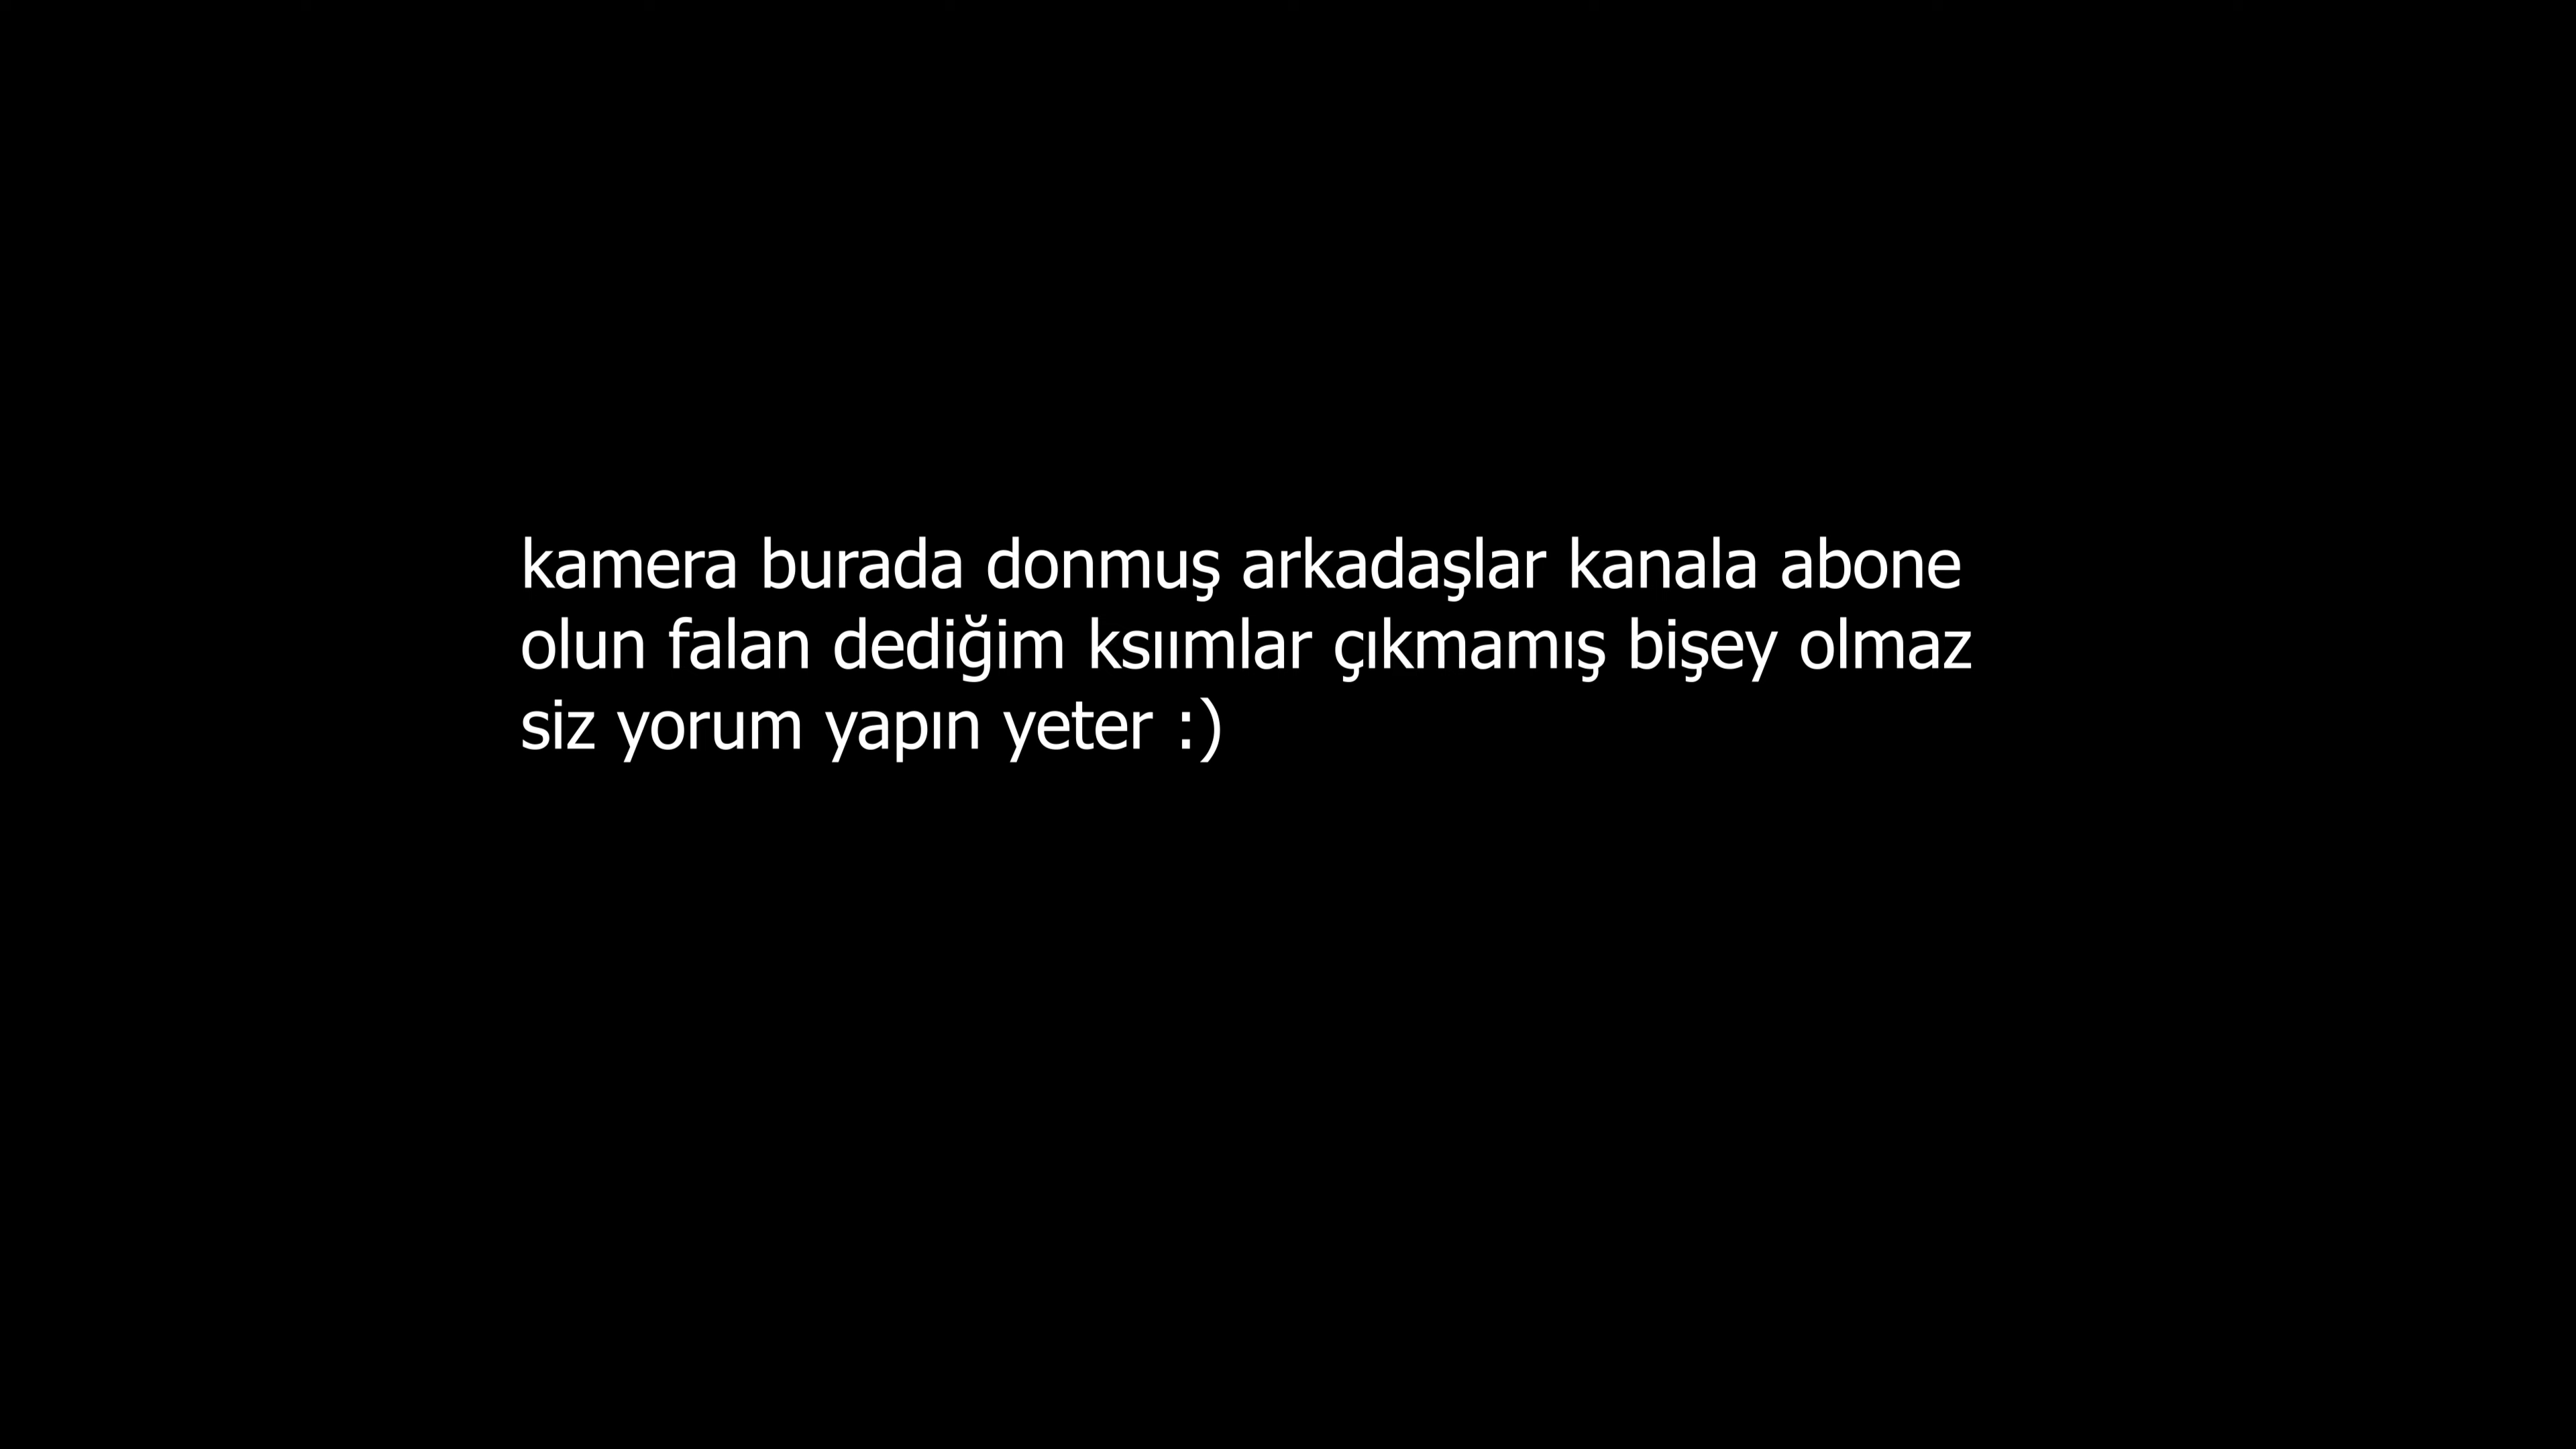 kamera burada donmuş arkadaşlar kanala abone
olun falan dediğim ksıımlar çıkmamış bişey olmaz
siz yorum yapın yeter :)